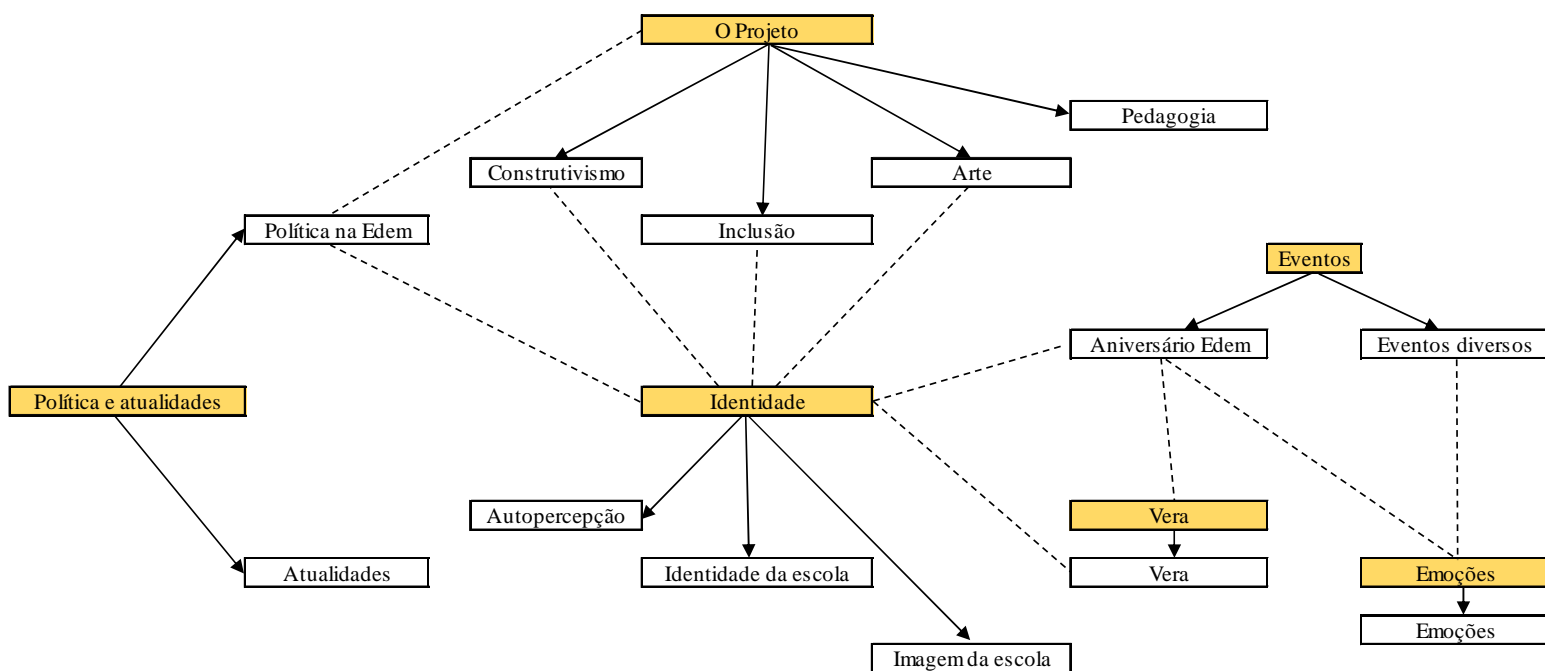 O Projeto
Pedagogia
Construtivismo
Arte
Política na Edem
Inclusão
Eventos
Aniversário Edem
Eventos diversos
Política e atualidades
Identidade
Autopercepção
Vera
Atualidades
Identidade da escola
Vera
Emoções
Emoções
Imagem da escola